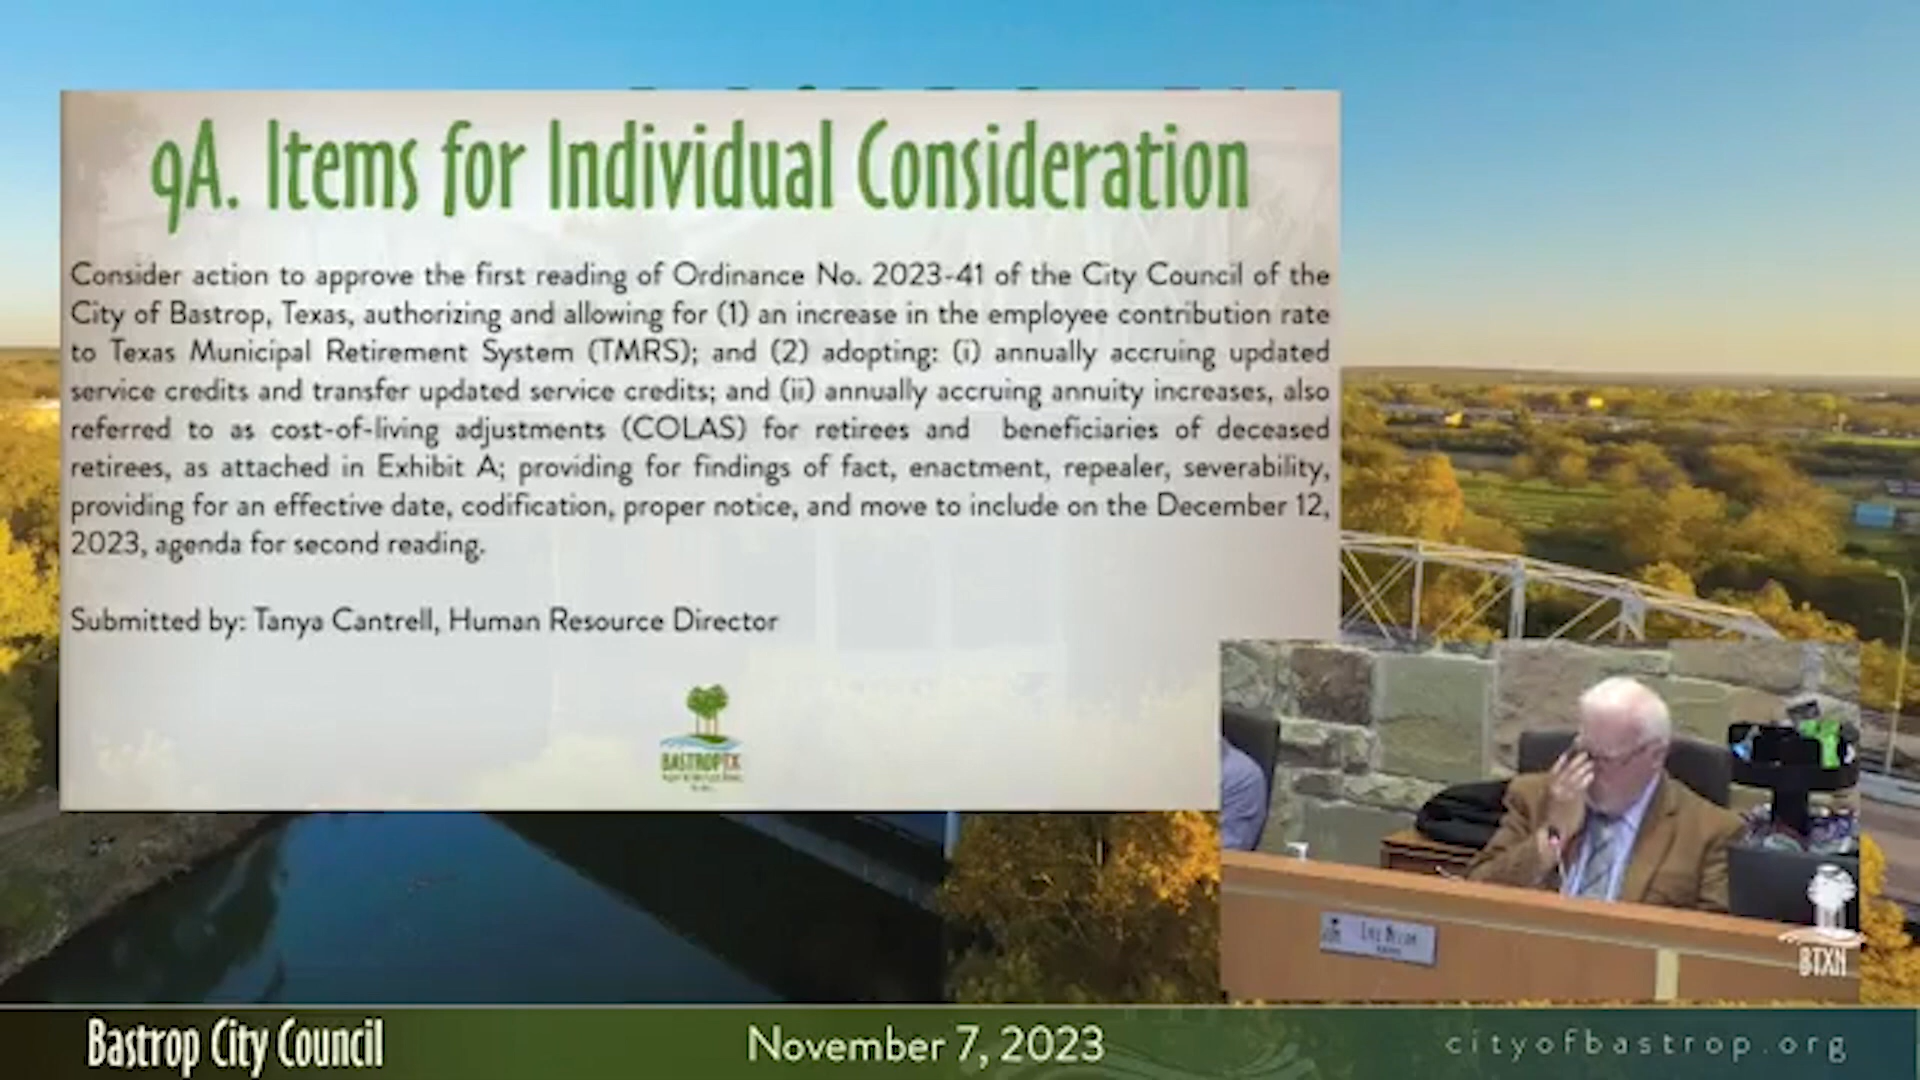 9A. Items for Individual Consideration
Consider action to approve the first reading of Ordinance No. 2023-41 of the City Council of the
City of Bastrop, Texas, authorizing and allowing for (1) an increase in the employee contribution rate
to Texas Municipal Retirement System (TMRS); and (2) adopting: (i) annually accruing updated
service credits and transfer updated service credits; and (ii) annually accruing annuity increases, also
referred to as cost-of-living adjustments (COLAS) for retirees and beneficiaries of deceased
retirees, as attached in Exhibit A; providing for findings of fact, enactment, repealer, severability,
providing for an effective date, codification, proper notice, and move to include on the December 12,
2023, agenda for second reading.
Submitted by: Tanya Cantrell, Human Resource Director
BASTROPTX
BTXN
Bastrop City Council
November 7, 2023
cityofbastrop.org